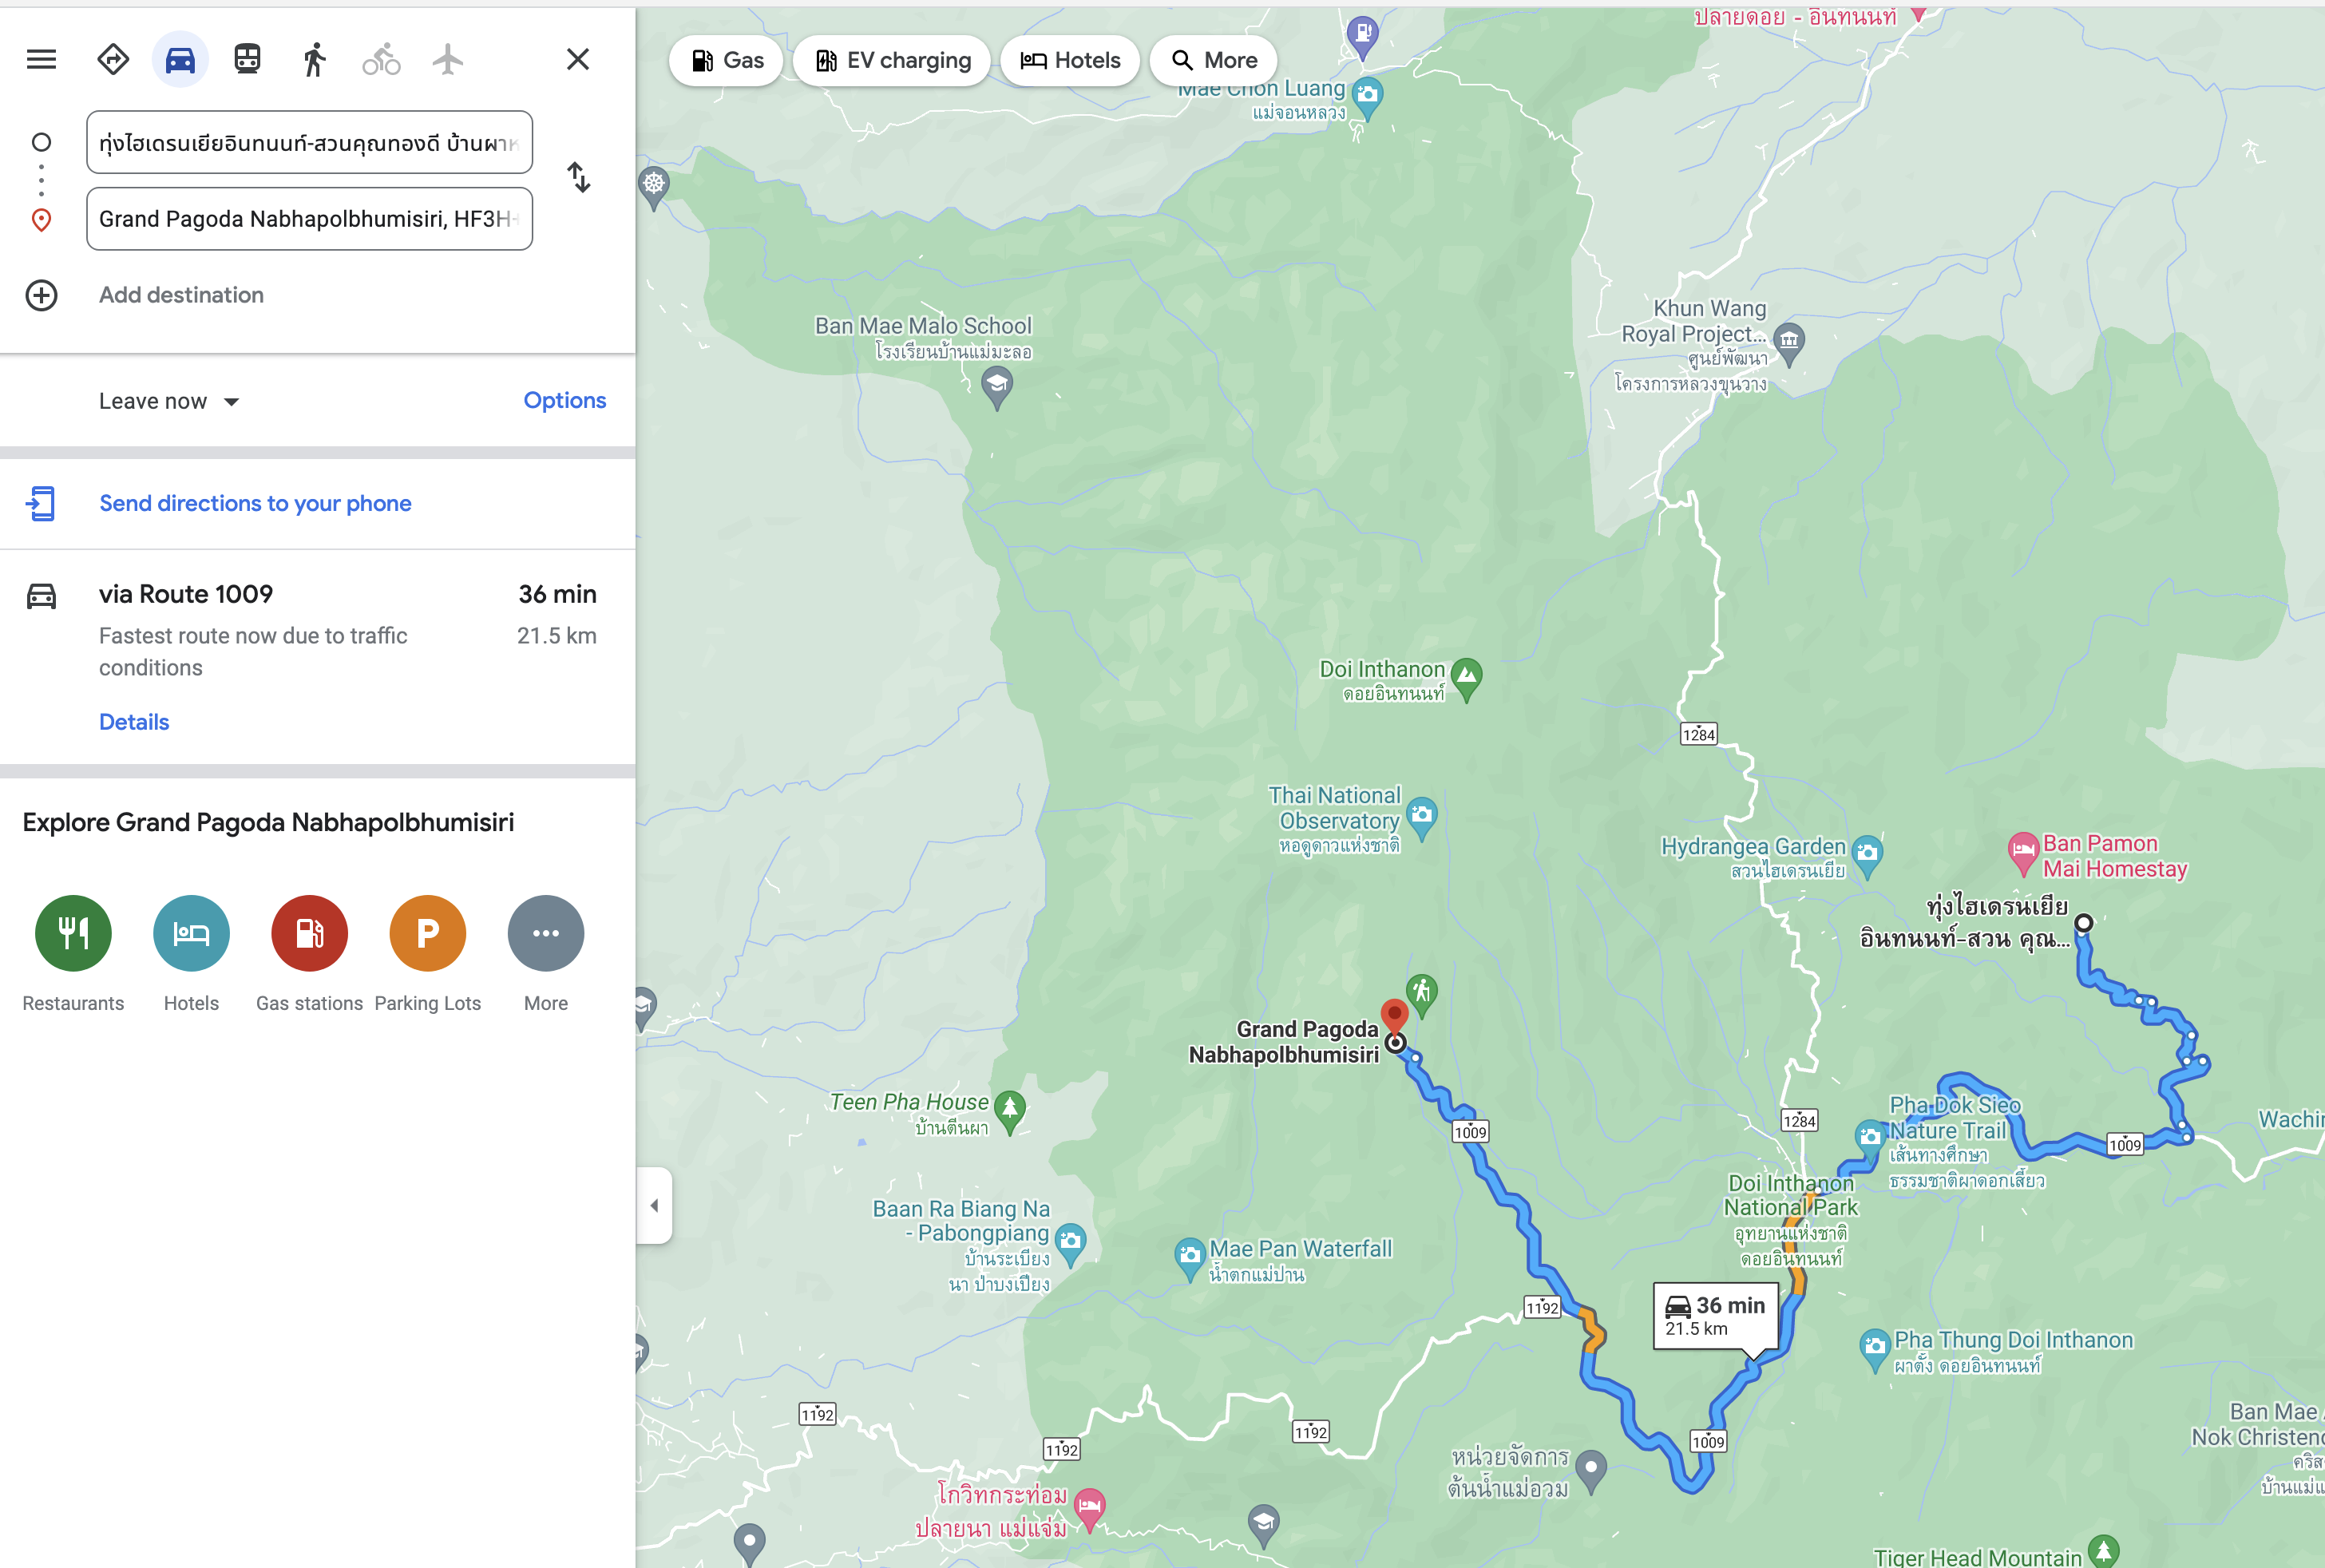 ทุ่งไฮเดรนเยียอินทนนท์-สวนคุณทองดี บ้านผาห
Grand Pagoda Nabhapolbhumisiri, HF3H+
Add destination
Leave now
Options
Send directions to your phone
via Route 1009
36 min
Fastest route now due to traffic
21.5 km
conditions
Details
Explore Grand Pagoda Nabhapolbhumisiri
P
Restaurants
Hotels
Gas stations
Parking Lots
More
Gas
EV charging
Hotels
More
ปลายดอย - อินทนนท์
Mae Chon Luang
แม่จอนหลวง
Ban Mae Malo School
โรงเรียนบ้านแม่มะลอ
Khun Wang
Royal Project...
ศูนย์พัฒนา
โครงการหลวงขุนวาง
Doi Inthanon
ดอยอินทนนท์
1284
Thai National
Observatory
หอดูดาวแห่งชาติ
Hydrangea Garden
สวนไฮเดรนเยีย
Ban Pamon
Mai Homestay
ทุ่งไฮเดรนเยีย
อินทนนท์-สวน คุณ...
Grand Pagoda
Nabhapolbhumisiri
Teen Pha House
บ้านตีนผา
1009
1284
Pha Dok Sieo
Nature Trail
เส้นทางศึกษา
ธรรมชาติผาดอกเสี้ยว
1009
Wachir
Doi Inthanon
National Park
อุทยานแห่งชาติ
ดอยอินทนนท์
Baan Ra Biang Na
- Pabongpiang
บ้านระเบียง
นา ป่าบงเปียง
Mae Pan Waterfall
น้ำตกแม่ปาน
1192
36 min
21.5 km
Pha Thung Doi Inthanon
ผาตั้ง ดอยอินทนนท์
1192
1192
1192
1009
Ban Mae
Nok Christen
คริส
บ้านแม่แ
หน่วยจัดการ
ต้นน้ำแม่อวม
โกวิทกระท่อม
ปลายนา แม่แจ่ม
Tiger Head Mountain